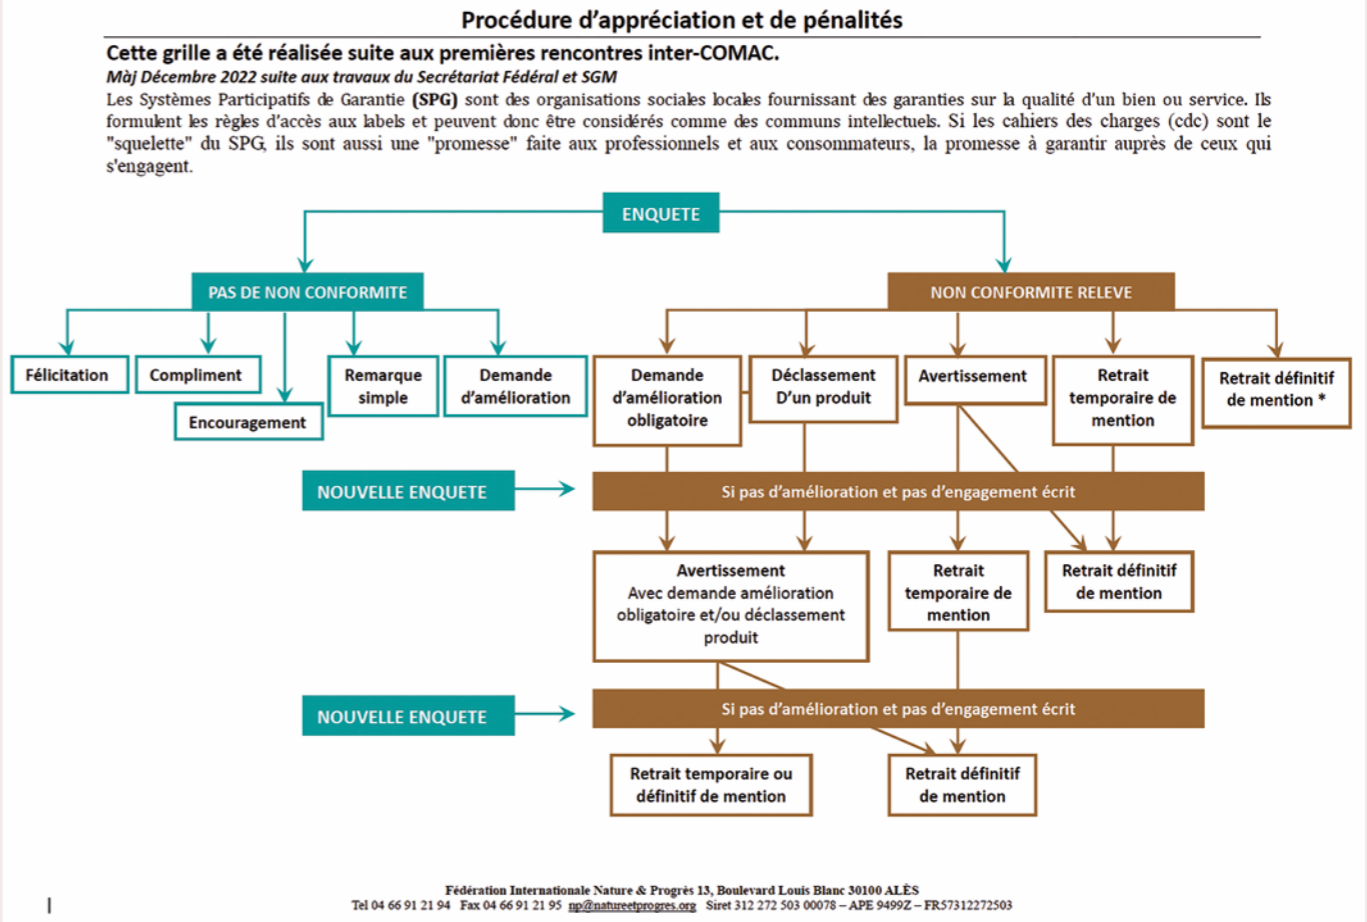 Procédure d’appréciation et de pénalités
Cette grille a été réalisée suite aux premières rencontres inter-COMAC.
Màj Décembre 2022 suite aux travaux du Secrétariat Fédéral et SGM
Les Systèmes Participatifs de Garantie (SPG) sont des organisations sociales locales fournissant des garanties sur la qualité d'un bien ou service. Ils
formulent les règles d'accès aux labels et peuvent donc être considérés comme des communs intellectuels. Si les cahiers des charges (cdc) sont le
"squelette" du SPG, ils sont aussi une "promesse" faite aux professionnels et aux consommateurs, la promesse à garantir auprès de ceux qui
s'engagent.
ENQUETE
PAS DE NON CONFORMITE
NON CONFORMITE RELEVE
Félicitation
Compliment
Encouragement
Remarque
simple
Demande
d’amélioration
Demande
d’amélioration
obligatoire
Déclassement
D’un produit
Avertissement
Retrait
temporaire de
mention
Retrait définitif
de mention *
NOUVELLE ENQUETE
Si pas d’amélioration et pas d’engagement écrit
Avertissement
Avec demande amélioration
obligatoire et/ou déclassement
produit
Retrait
temporaire de
mention
Retrait définitif
de mention
NOUVELLE ENQUETE
Si pas d’amélioration et pas d’engagement écrit
Retrait temporaire ou
définitif de mention
Retrait définitif
de mention
Fédération Internationale Nature & Progrès 13, Boulevard Louis Blanc 30100 ALÈS
Tel 04 66 91 21 94 Fax 04 66 91 21 95 np@natureetprogres.org Siret 312 272 503 00078 – APE 9499Z – FR57312272503